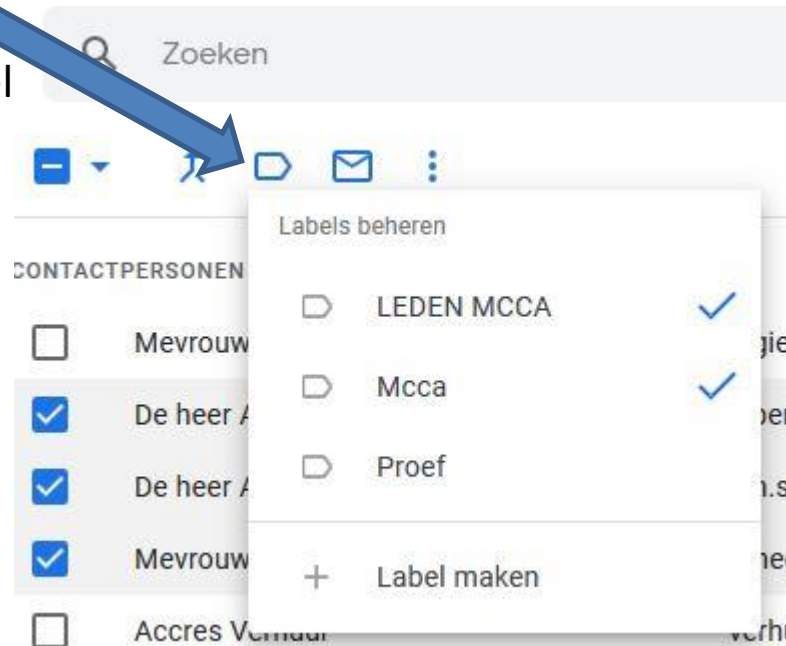 Zoeken
Labels beheren
CONTACTPERSONEN
LEDEN MCCA
Mevrouw
Mcca
De heer
Proef
De heer
Mevrouw
Label maken
Accres